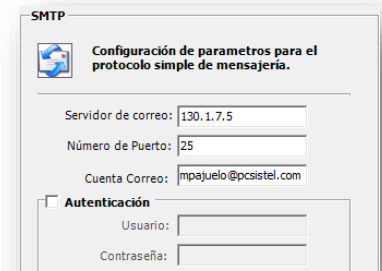 SMTP
Configuración de parametros para el
protocolo simple de mensajería.
Servidor de correo: 130.1.7.5
Número de Puerto: 25
Cuenta Correo: mpajuelo@pcsistel.com
Autenticación
Usuario:
Contraseña: